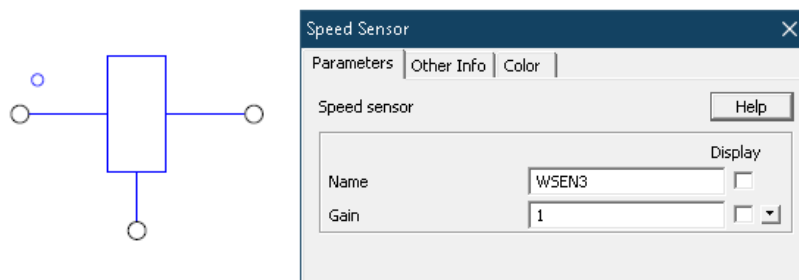 Speed Sensor
Parameters Other Info Color
Speed sensor Help
Display
Name WSEN3
Gain 1